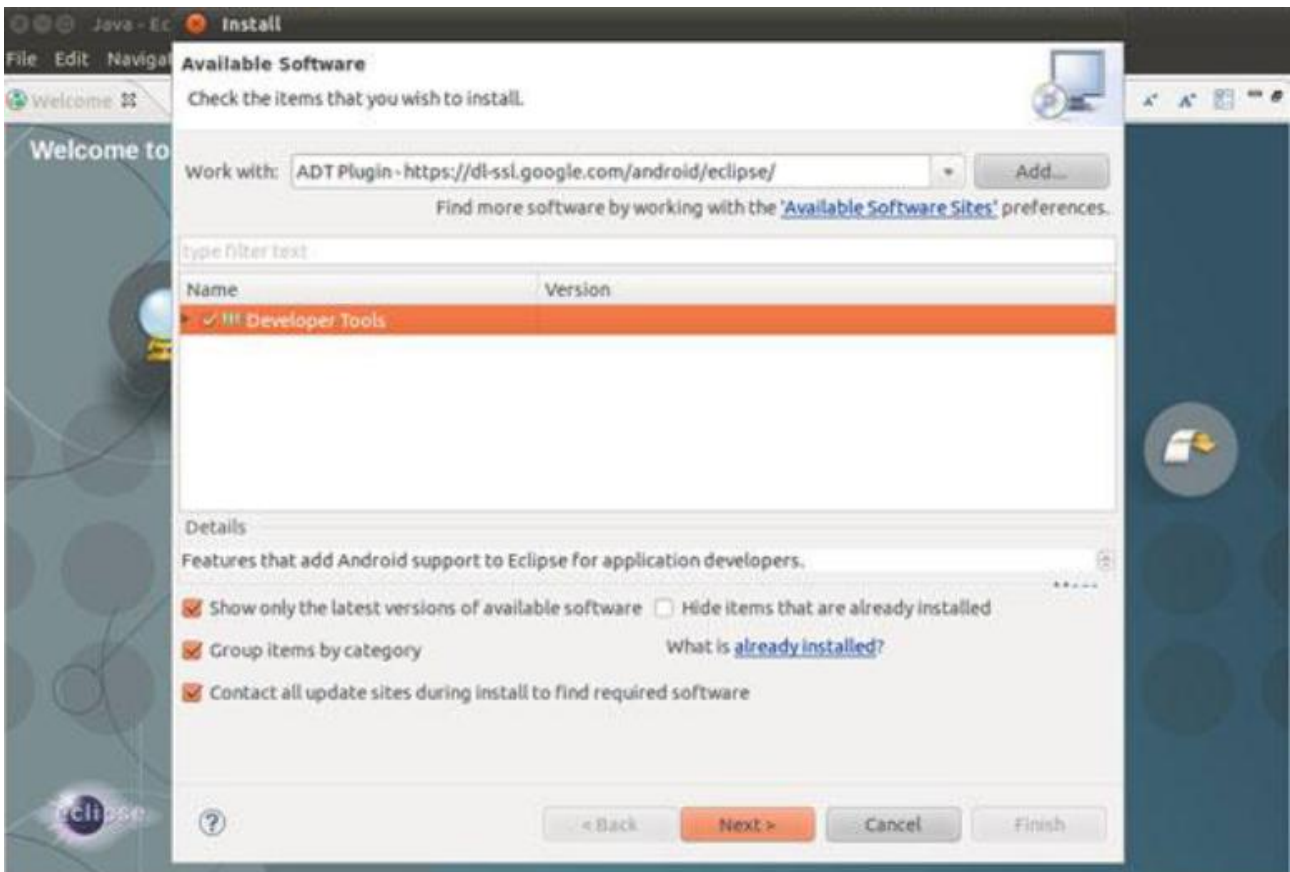 Java - Ec
Install
File Edit Navigat
Available Software
Check the items that you wish to install.
Welcome
Welcome to
Work with: ADT Plugin - https://dl-ssl.google.com/android/eclipse/
Add...
Find more software by working with the 'Available Software Sites' preferences.
type filter text
Name Version
Developer Tools
Details
Features that add Android support to Eclipse for application developers.
Show only the latest versions of available software Hide items that are already installed
Group items by category What is already installed?
Contact all update sites during install to find required software
eclipse
? < Back Next > Cancel Finish